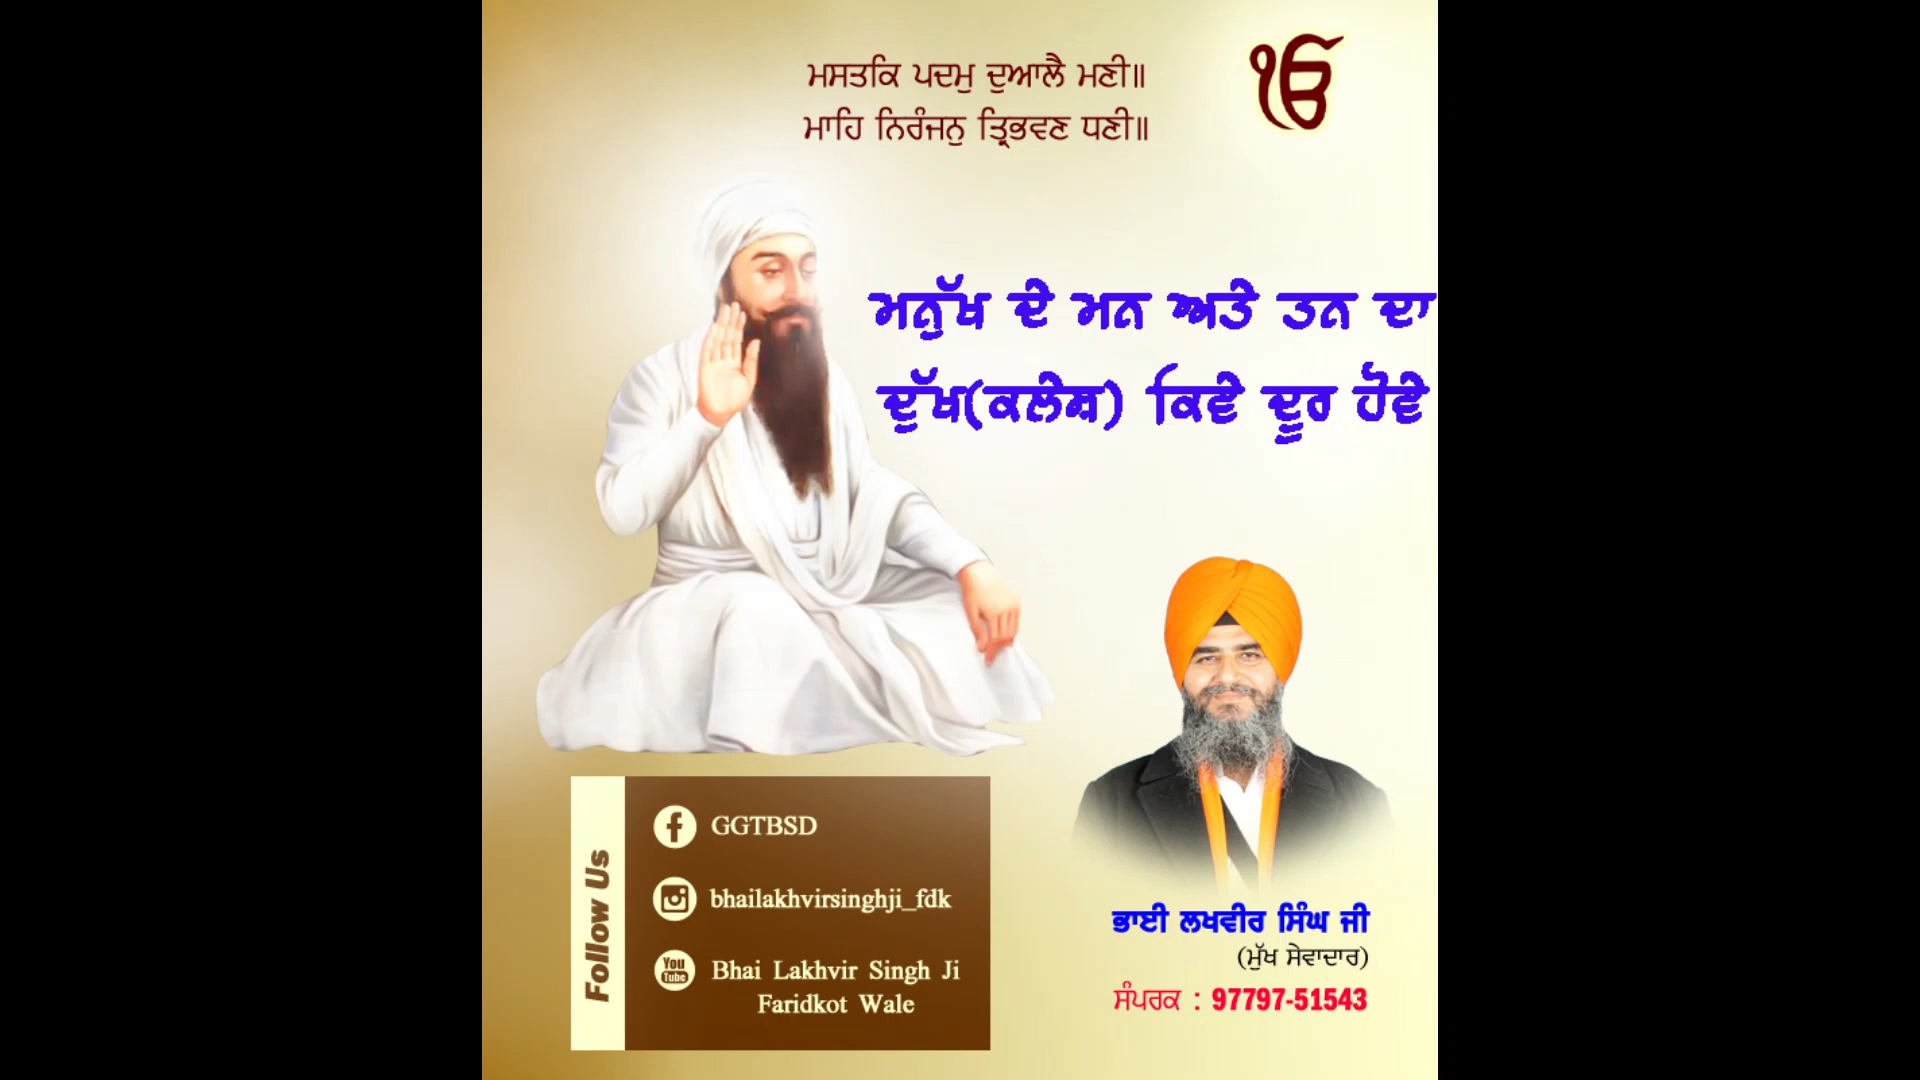 ਮਸਤਕਿ ਪਦਮੁ ਦੁਆਲੈ ਮਣੀ॥
ਮਾਹਿ ਨਿਰੰਜਨੁ ਤ੍ਰਿਭਵਣ ਧਣੀ॥
ੴ
ਮਨੁੱਖ ਦੇ ਮਨ ਅਤੇ ਤਨ ਦਾ
ਦੁੱਖ(ਕਲੇਸ਼) ਕਿਵੇ ਦੂਰ ਹੋਵੇ
Follow Us
GGTBSD
bhailakhvirsinghji_fdk
You Tube
Bhai Lakhvir Singh Ji
Faridkot Wale
ਭਾਈ ਲਖਵੀਰ ਸਿੰਘ ਜੀ
(ਮੁੱਖ ਸੇਵਾਦਾਰ)
ਸੰਪਰਕ : 97797-51543